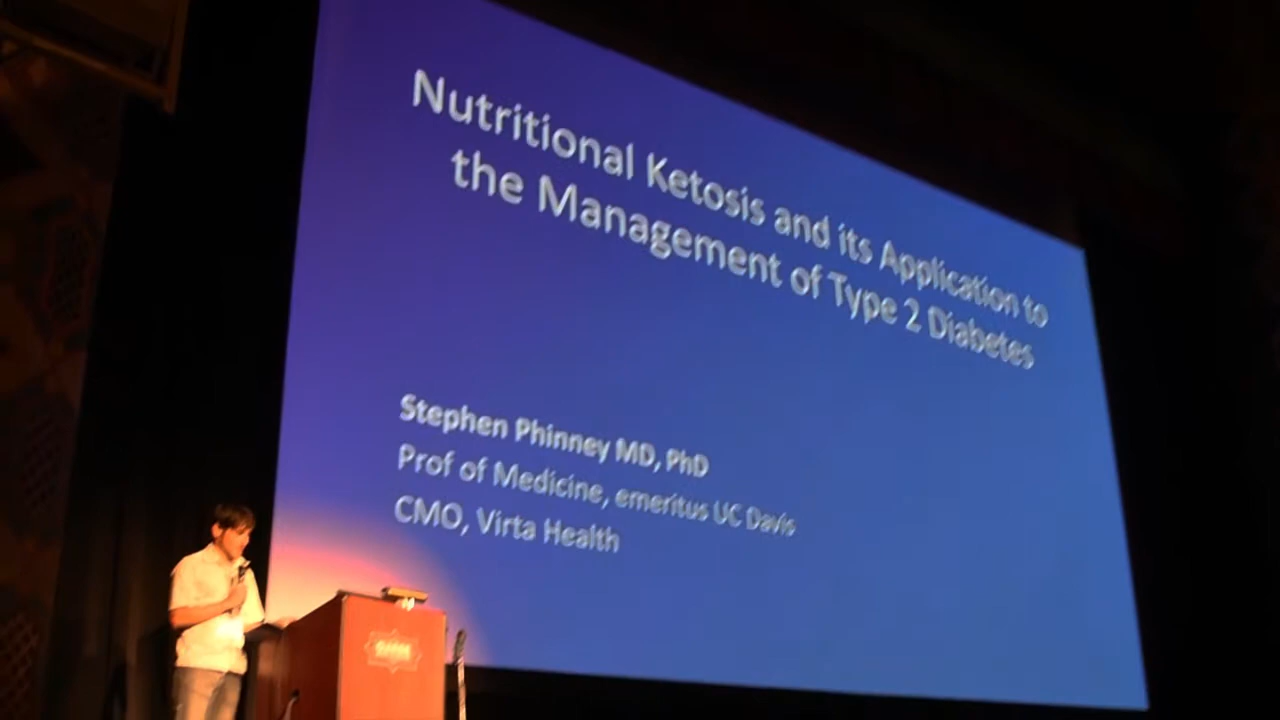 Nutritional Ketosis and its Application to
the Management of Type 2 Diabetes
Stephen Phinney MD, PhD
Prof of Medicine, emeritus UC Davis
CMO, Virta Health